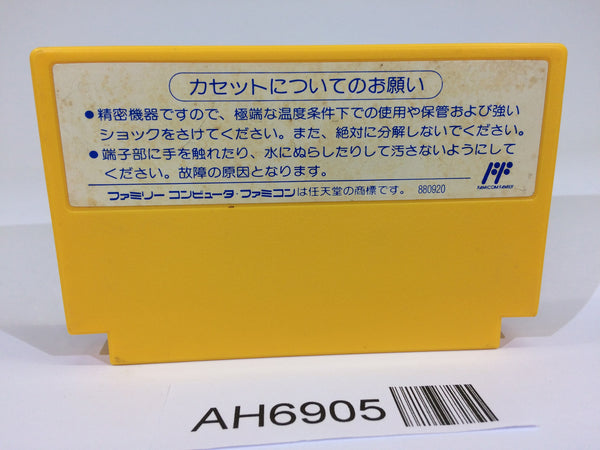 カセットについてのお願い
●精密機器ですので、極端な温度条件下での使用や保管および強い
ショックをさけてください。また、絶対に分解しないでください。
●端子部に手を触れたり、水にぬらしたりして汚さないようにして
ください。故障の原因となります。
FAMICOM FAMILY
ファミリー コンピュータ・ファミコンは任天堂の商標です。 880920
AH6905